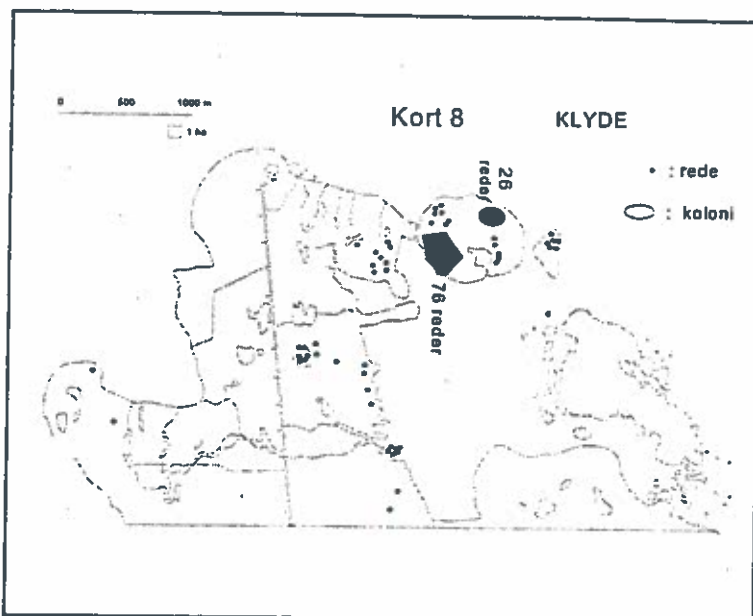 0 500 1000 m
1 ha
Kort 8
KLYDE
• : rede
: koloni
26
reder
76 reder